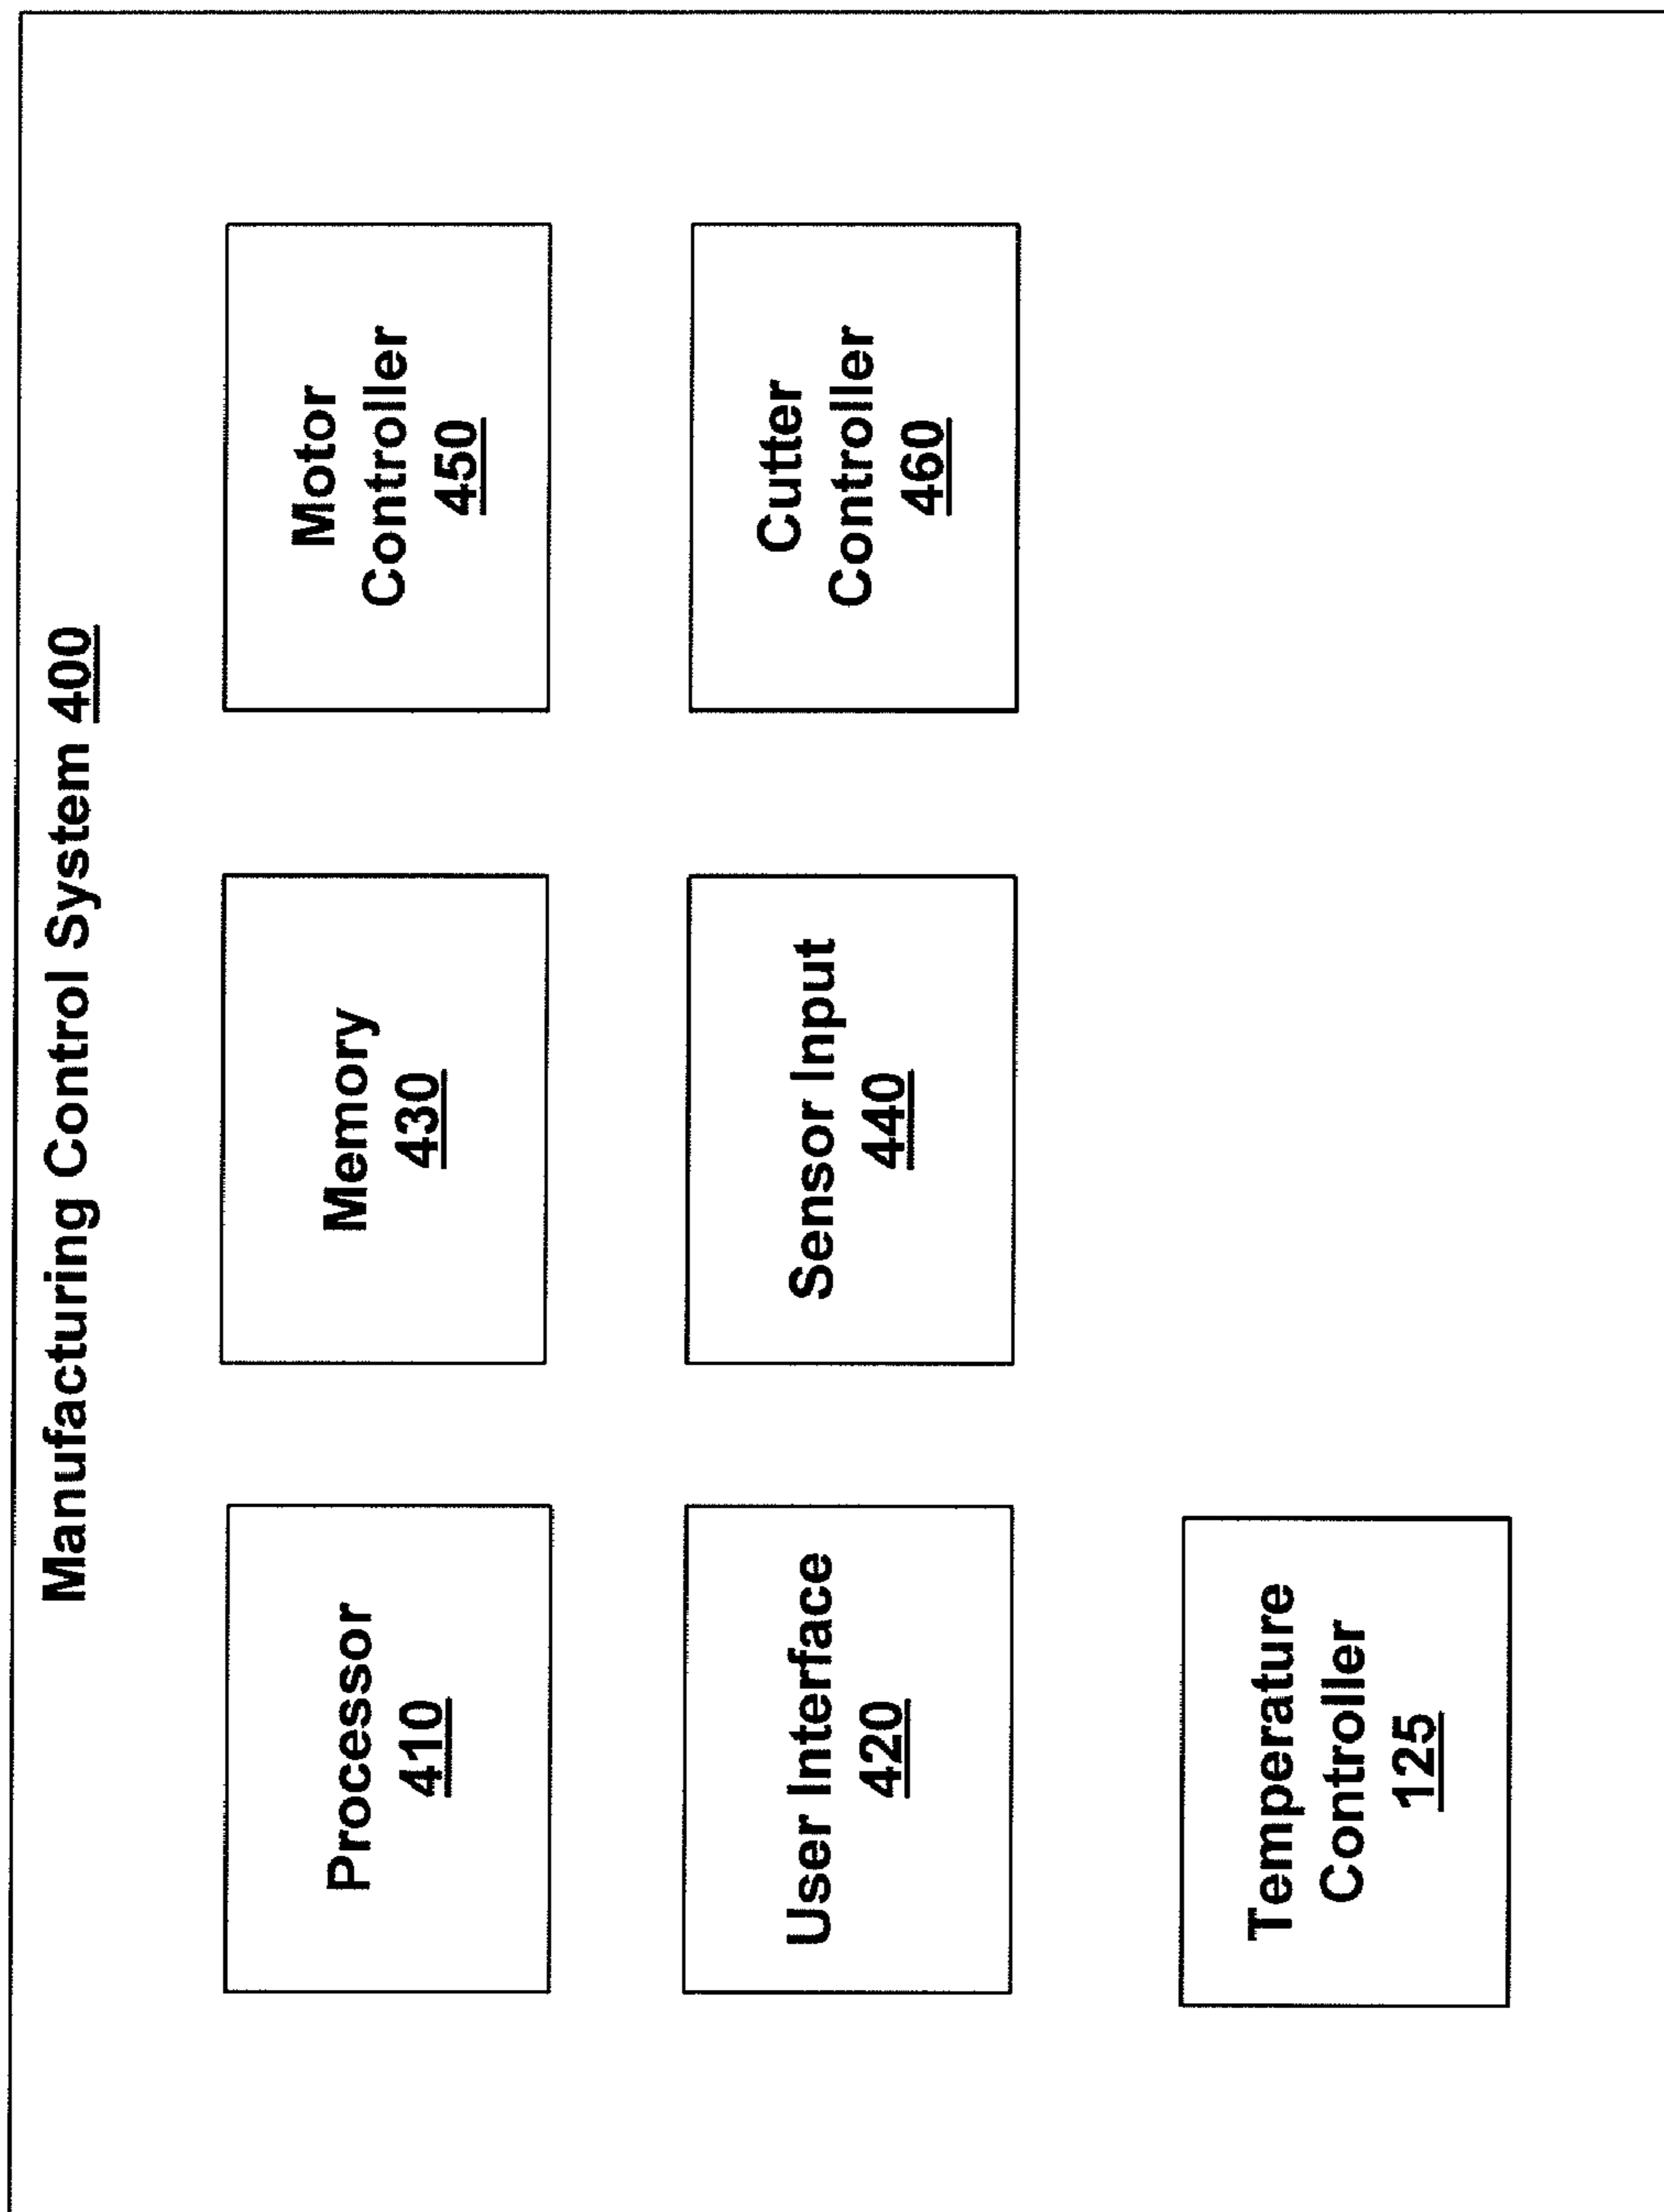 Manufacturing Control System 400
Processor
410
Memory
430
Motor
Controller
450
User Interface
420
Sensor Input
440
Cutter
Controller
460
Temperature
Controller
125